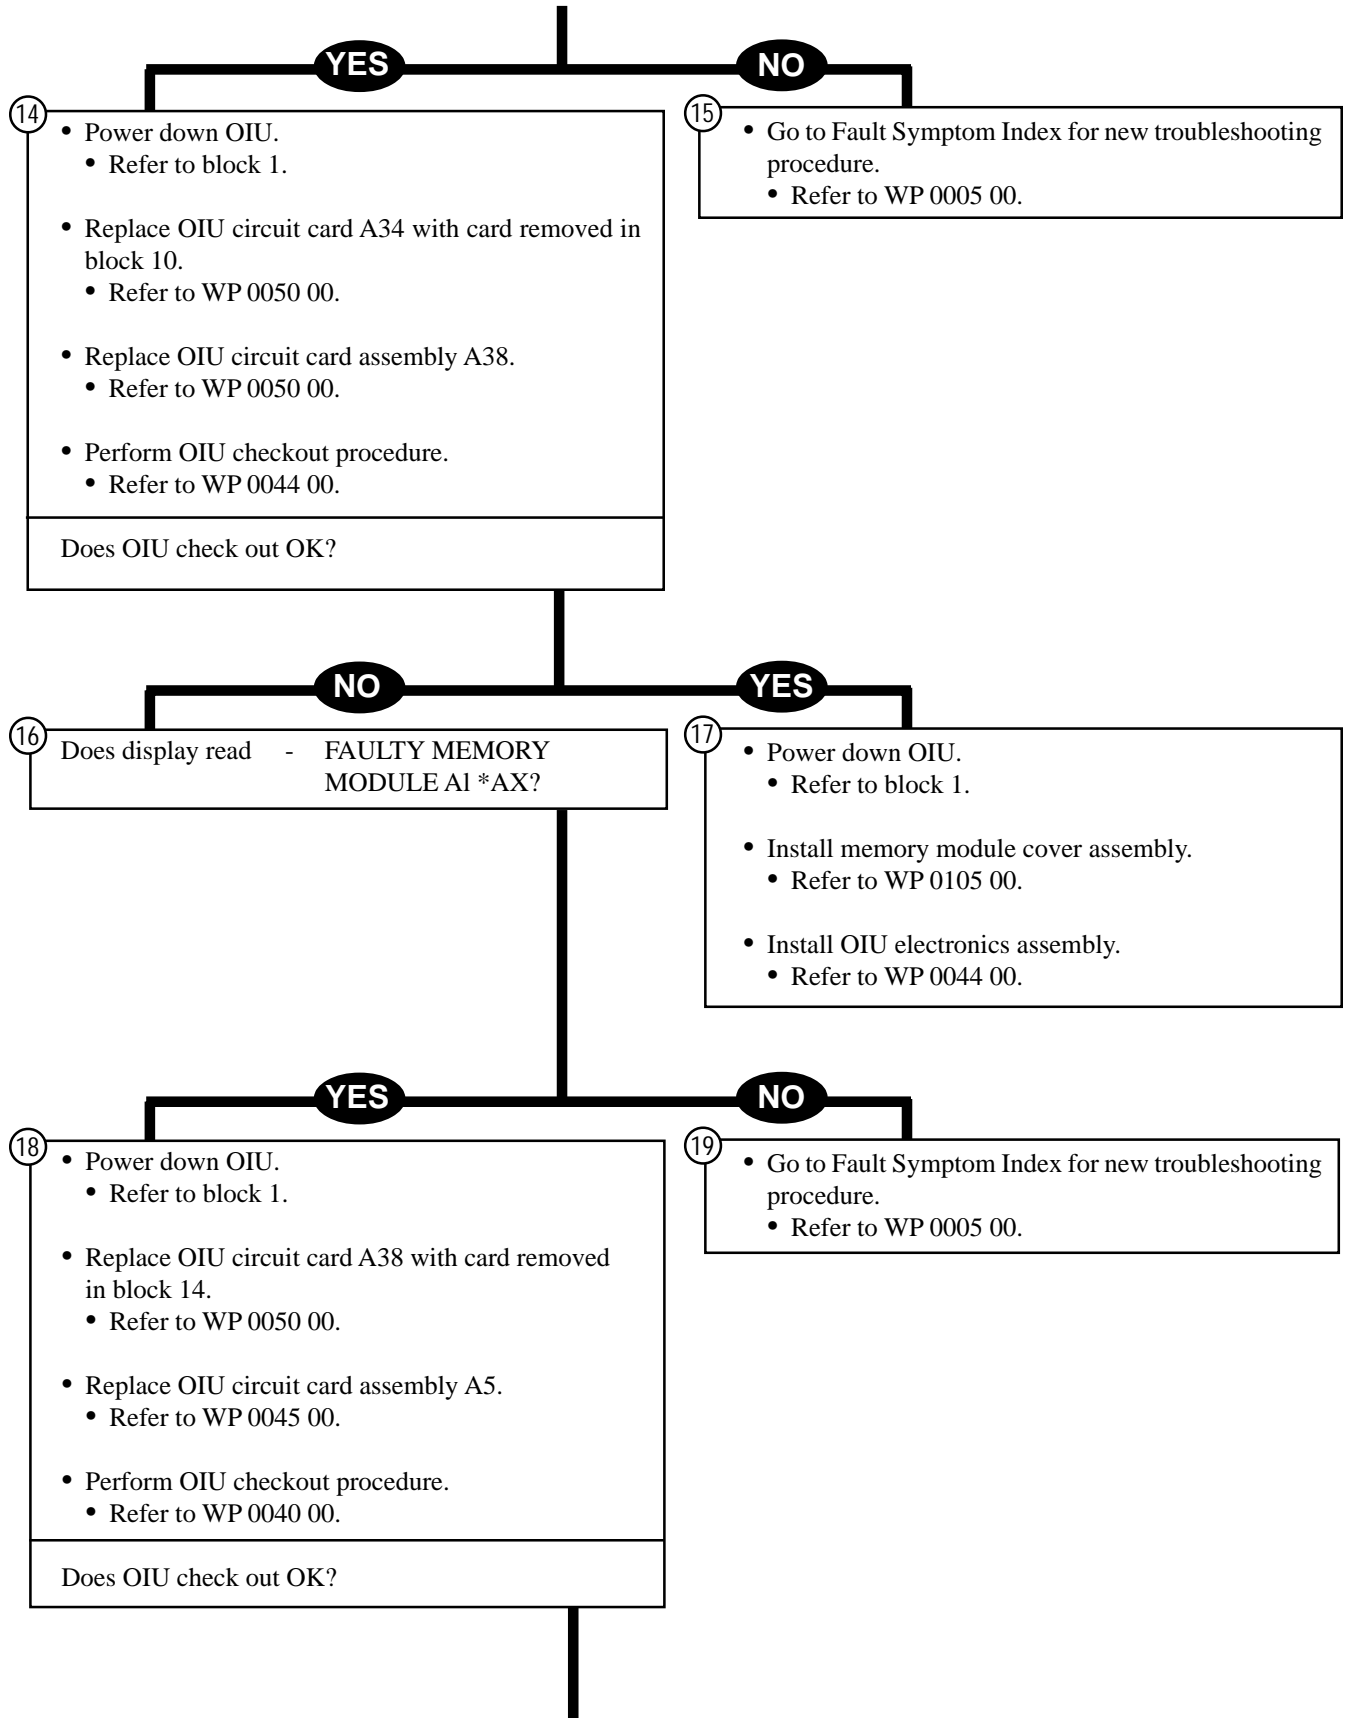 YES
NO
14
• Power down OIU.
• Refer to block 1.
• Replace OIU circuit card A34 with card removed in
block 10.
• Refer to WP 0050 00.
• Replace OIU circuit card assembly A38.
• Refer to WP 0050 00.
• Perform OIU checkout procedure.
• Refer to WP 0044 00.
Does OIU check out OK?
15
• Go to Fault Symptom Index for new troubleshooting
procedure.
• Refer to WP 0005 00.
NO
YES
16
Does display read - FAULTY MEMORY
MODULE Al *AX?
17
• Power down OIU.
• Refer to block 1.
• Install memory module cover assembly.
• Refer to WP 0105 00.
• Install OIU electronics assembly.
• Refer to WP 0044 00.
YES
NO
18
• Power down OIU.
• Refer to block 1.
• Replace OIU circuit card A38 with card removed
in block 14.
• Refer to WP 0050 00.
• Replace OIU circuit card assembly A5.
• Refer to WP 0045 00.
• Perform OIU checkout procedure.
• Refer to WP 0040 00.
Does OIU check out OK?
19
• Go to Fault Symptom Index for new troubleshooting
procedure.
• Refer to WP 0005 00.